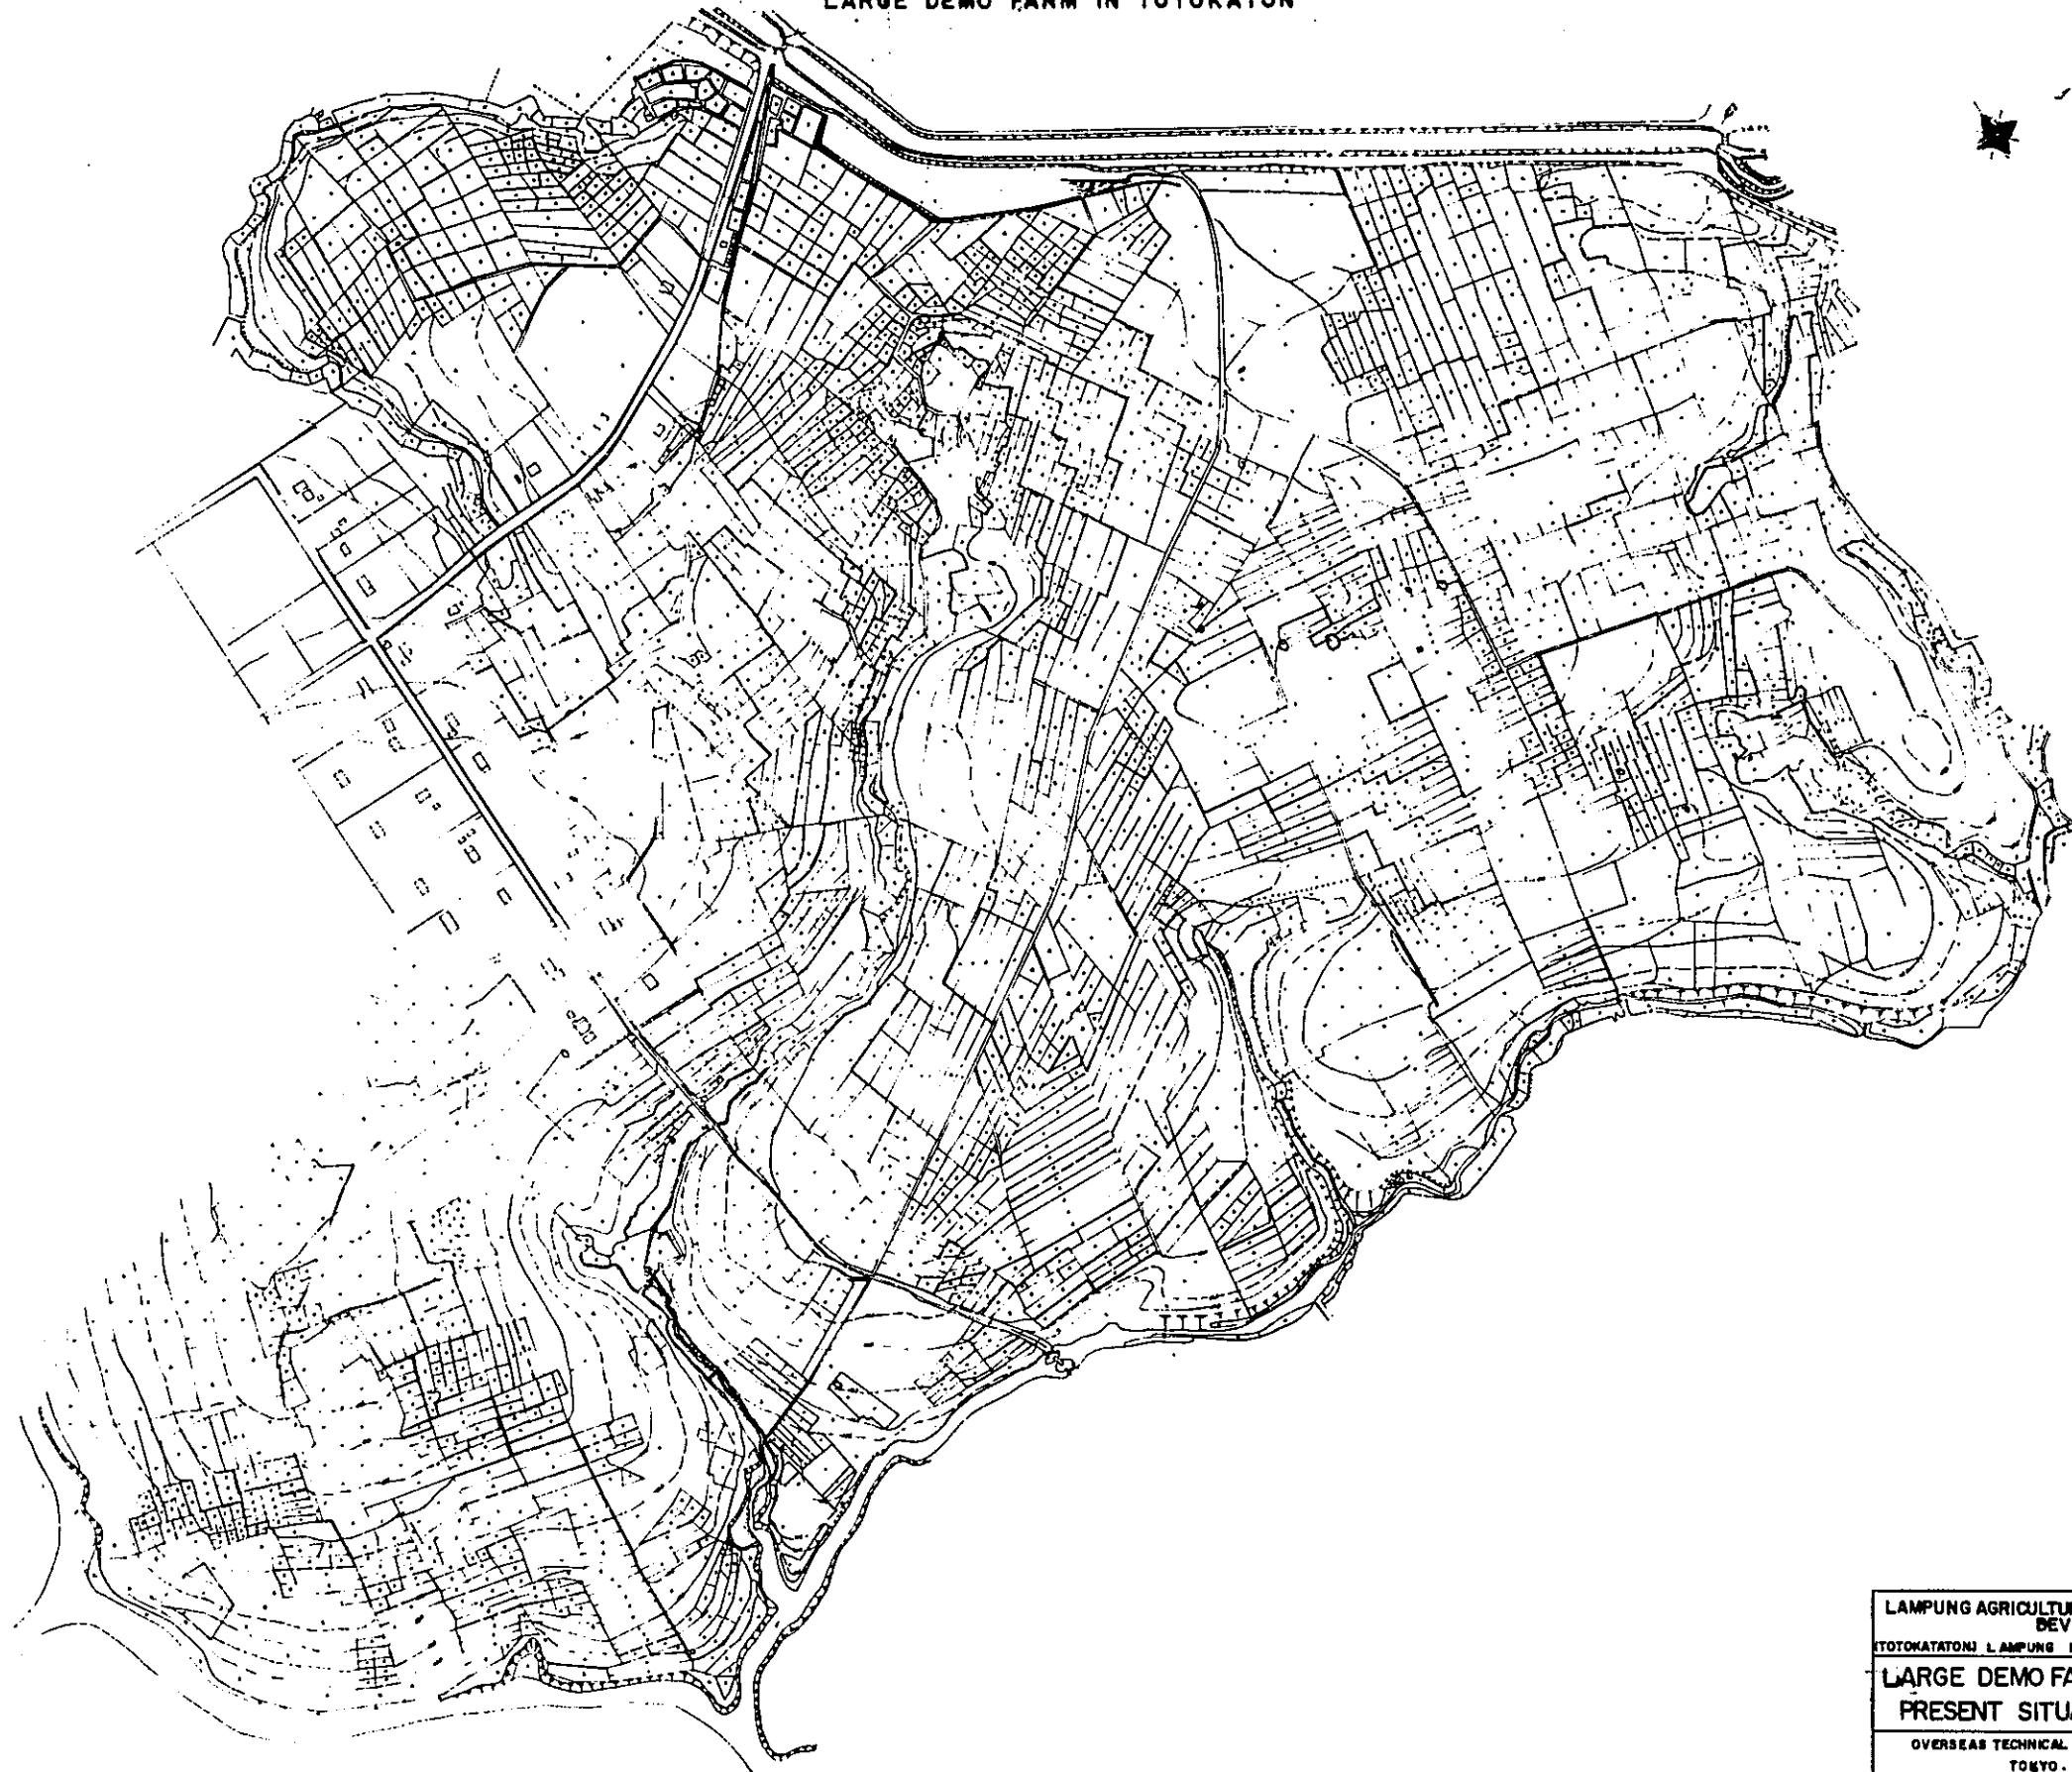 LARGE DEMO FARM IN TOTOKATON
LAMPUNG AGRICULTU
DEV
(TOTOKATATON) LAMPUNG
LARGE DEMO FA
PRESENT SITU
OVERSEAS TECHNICAL
TOKYO.